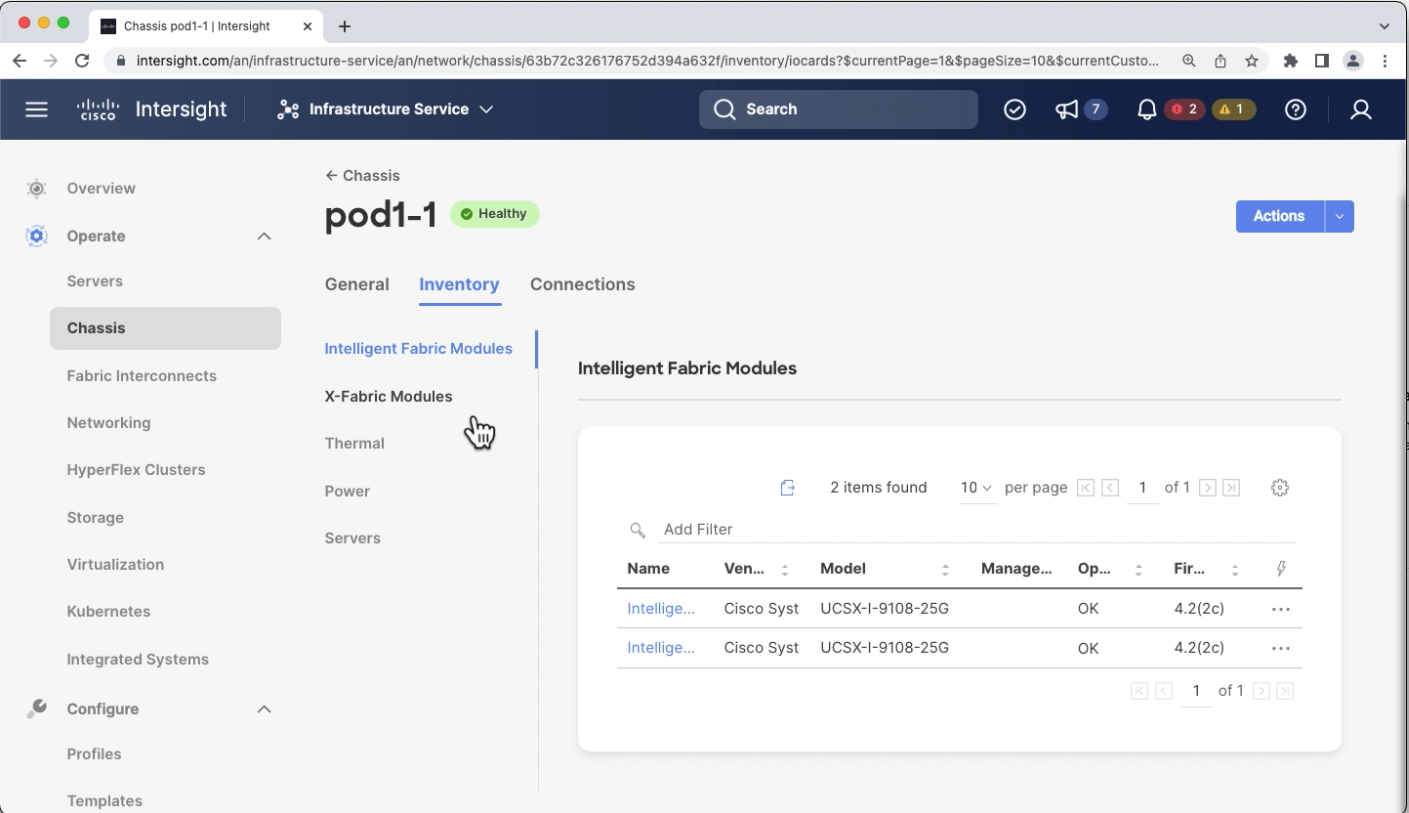 Chassis pod1-1 | Intersight
intersight.com/an/infrastructure-service/an/network/chassis/63b72c326176752d394a632f/inventory/iocards?$currentPage=1&$pageSize=10&$currentCusto...
cisco Intersight Infrastructure Service Search 7 2 1
Overview
Operate
Servers
Chassis
Fabric Interconnects
Networking
HyperFlex Clusters
Storage
Virtualization
Kubernetes
Integrated Systems
Configure
Profiles
Templates
← Chassis
pod1-1 Healthy
Actions
General Inventory Connections
Intelligent Fabric Modules
X-Fabric Modules
Thermal
Power
Servers
Intelligent Fabric Modules
2 items found 10 per page 1 of 1
Add Filter
Name Ven... Model Manage... Op... Fir...
Intellige... Cisco Syst UCSX-I-9108-25G OK 4.2(2c) ...
Intellige... Cisco Syst UCSX-I-9108-25G OK 4.2(2c) ...
1 of 1